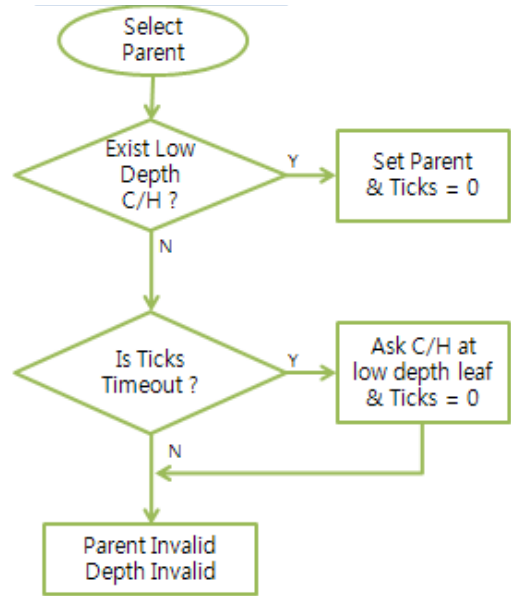 Select
Parent
Exist Low
Depth
C/H ?
Y
Set Parent
& Ticks = 0
N
Is Ticks
Timeout ?
Y
Ask C/H at
low depth leaf
& Ticks = 0
N
Parent Invalid
Depth Invalid